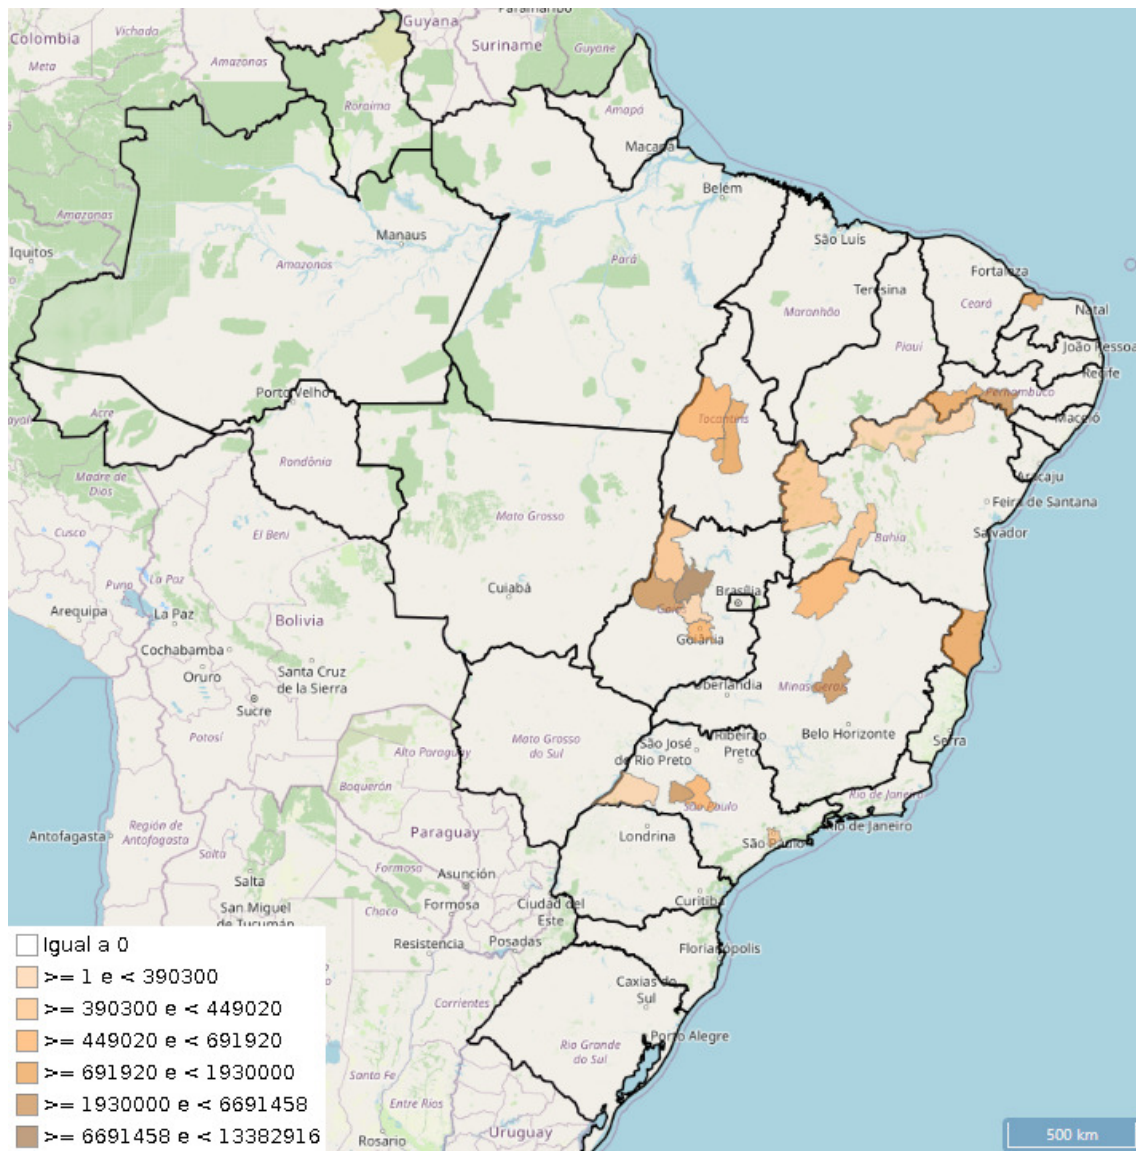 Paramaribo
Guyana
Colombia
Vichada
Suriname
Guyane
Meta
Amazonas
Roraima
Amapá
Macapá
Belém
Amazonas
Iquitos
Manaus
São Luís
Amazonas
Pará
Fortaleza
Teresina
Ceará
Maranhão
Natal
Piauí
João Pessoa
Recife
Porto Velho
Pernambuco
Acre
Tocantins
Maceió
Rondônia
Madre de
Dios
Aracaju
Feira de Santana
Mato Grosso
Cusco
El Beni
Bahia
Salvador
Puno
La Paz
Cuiabá
Brasília
Arequipa
La Paz
Goiás
Bolivia
Goiânia
Cochabamba
Oruro
Santa Cruz
de la Sierra
Uberlandia
Minas Gerais
Sucre
Potosí
Alto Paraguay
Mato Grosso
do Sul
São José
do Rio Preto
Ribeirão
Preto
Belo Horizonte
Serra
Boquerón
São Paulo
Rio de Janeiro
Antofagasta
Región de
Antofagasta
Paraguay
Londrina
Rio de Janeiro
São Paulo
Salta
Formosa
Salta
Asunción
San Miguel
de Tucumán
Chaco
Formosa
Ciudad del
Este
Curitiba
Igual a 0
Resistencia
Posadas
Florianópolis
>= 1 e < 390300
Caxias do
Sul
>= 390300 e < 449020
Corrientes
>= 449020 e < 691920
Porto Alegre
Rio Grande
do Sul
>= 691920 e < 1930000
Santa Fe
>= 1930000 e < 6691458
Entre Ríos
>= 6691458 e < 13382916
Rosario
Uruguay
500 km